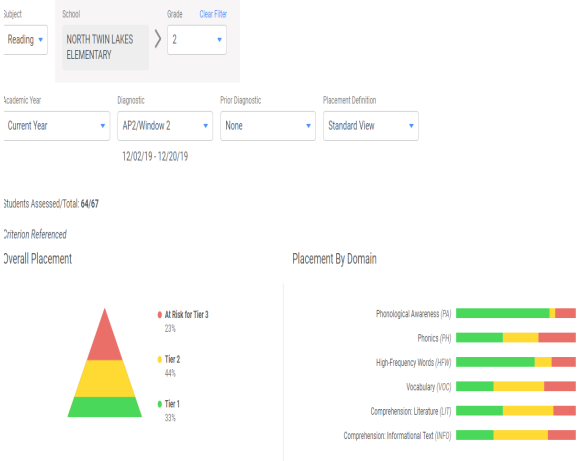 Subject
School
Grade
Clear Filter
Reading
NORTH TWIN LAKES
ELEMENTARY
2
Academic Year
Diagnostic
Prior Diagnostic
Placement Definition
Current Year
AP2/Window 2
None
Standard View
12/02/19 - 12/20/19
Students Assessed/Total: 64/67
Criterion Referenced
Overall Placement
Placement By Domain
At Risk for Tier 3
23%
Tier 2
44%
Tier 1
33%
Phonological Awareness (PA)
Phonics (PH)
High-Frequency Words (HFW)
Vocabulary (VOC)
Comprehension: Literature (LIT)
Comprehension: Informational Text (INFO)